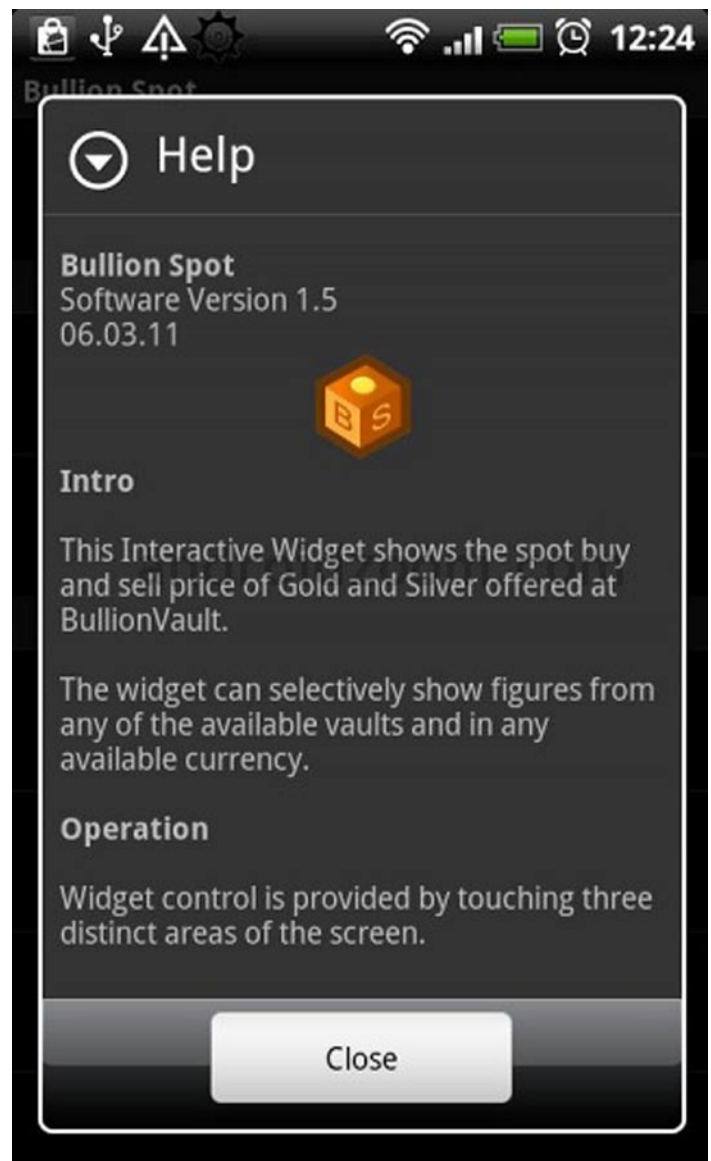 12:24
Bullion Spot
Help
Bullion Spot
Software Version 1.5
06.03.11
B S
Intro
This Interactive Widget shows the spot buy
and sell price of Gold and Silver offered at
BullionVault.
The widget can selectively show figures from
any of the available vaults and in any
available currency.
Operation
Widget control is provided by touching three
distinct areas of the screen.
Close